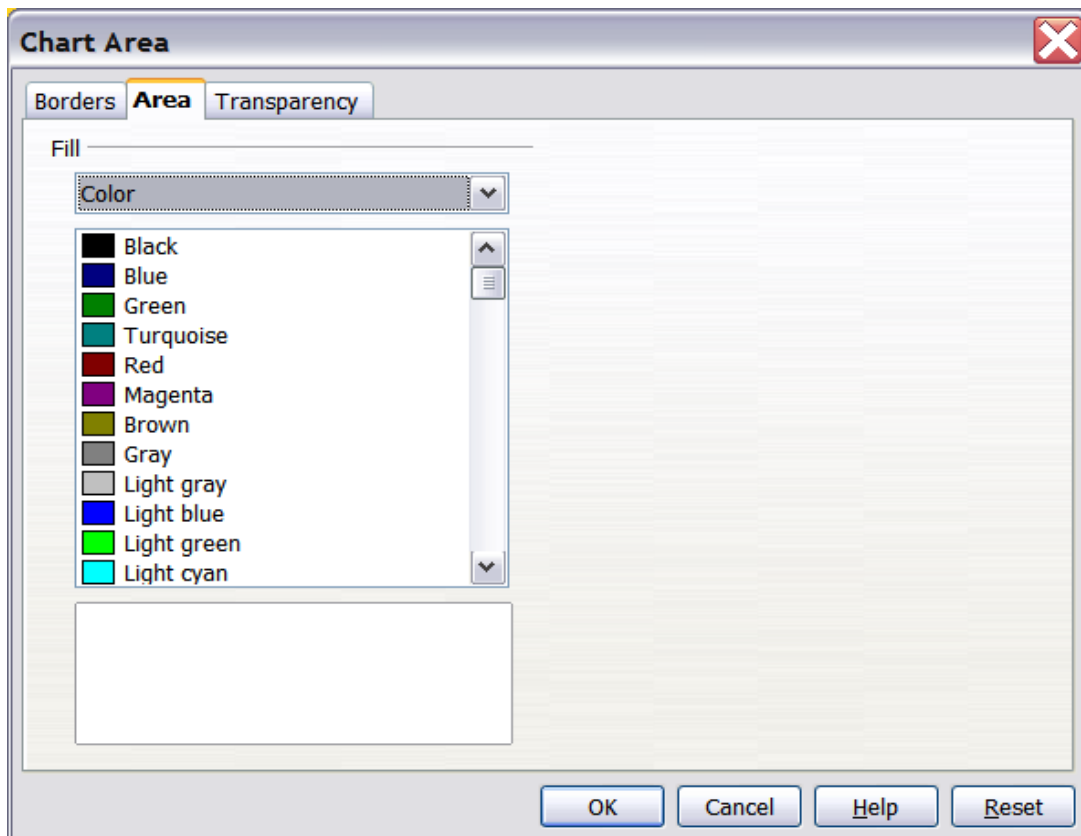 Chart Area
Borders Area Transparency
Fill
Color
Black
Blue
Green
Turquoise
Red
Magenta
Brown
Gray
Light gray
Light blue
Light green
Light cyan
OK Cancel Help Reset